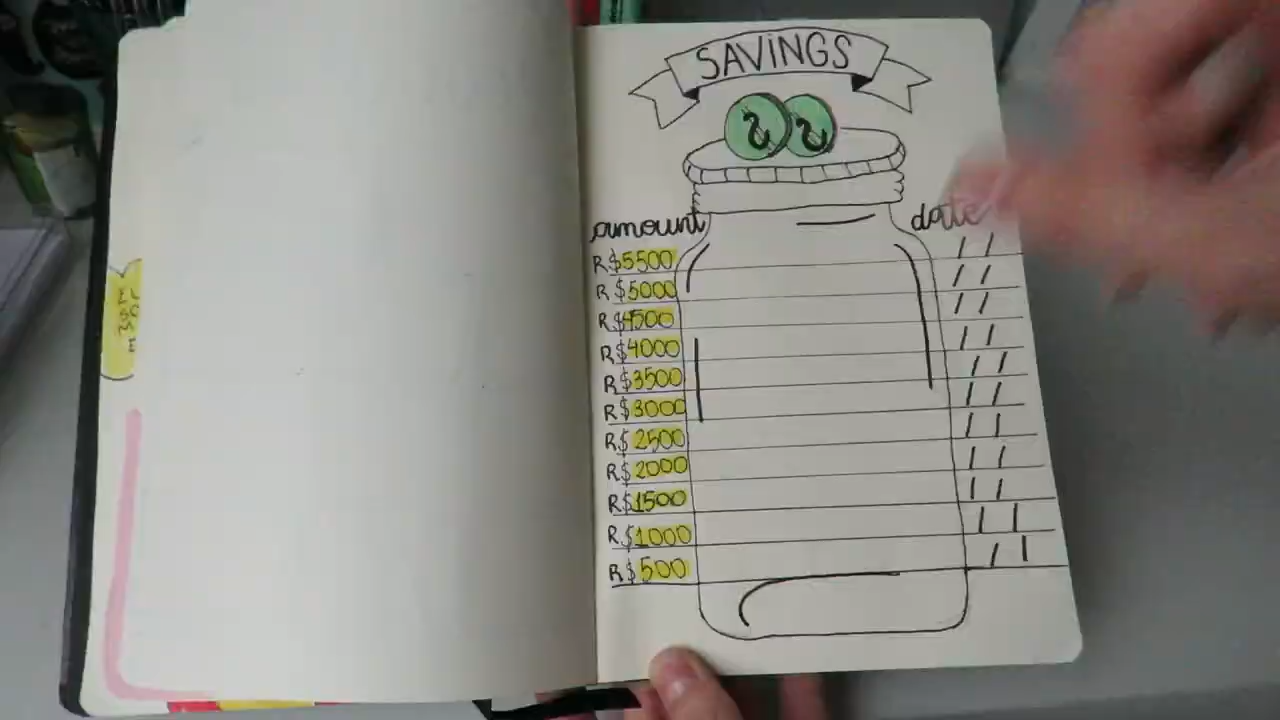 SAVINGS
amount date
R$5500 / /
R$5000 / /
R$4500 / /
R$4000 / /
R$3500 / /
R$3000 / /
R$2500 / /
R$2000 / /
R$1500 / /
R$1000 / /
R$500 / /